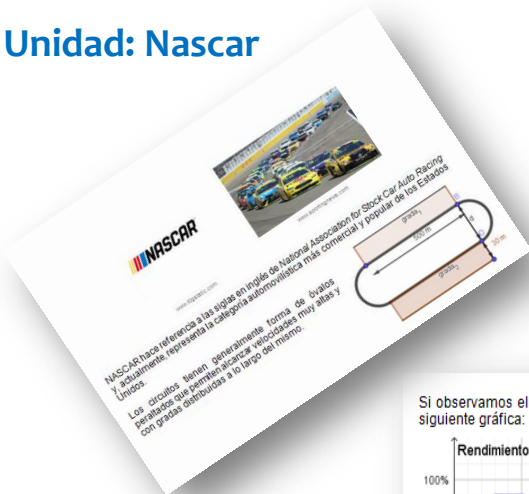 Unidad: Nascar
NASCAR
www.sportingnews.com
NASCAR hace referencia a las siglas en inglés de National Association for Stock Car Auto Racing
y, actualmente, representa la categoría automovilística más comercial y popular de los Estados
Unidos.
Los circuitos tienen generalmente forma de óvalos
peraltados que permiten alcanzar velocidades muy altas y
con gradas distribuidas a lo largo del mismo.
grada1
B
500 m
d
30 m
grada2
Si observamos el
siguiente gráfica:
Rendimiento
100%